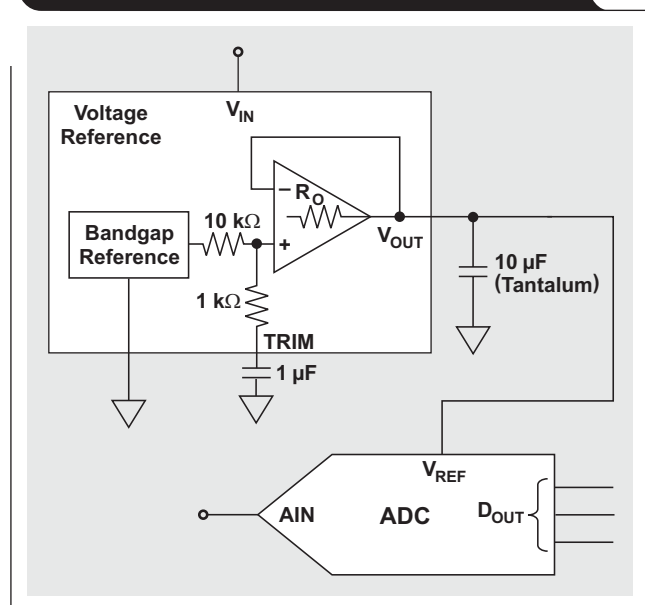 Voltage
Reference
V_IN
R_O
−
+
10 kΩ
Bandgap
Reference
V_OUT
10 µF
(Tantalum)
1 kΩ
TRIM
1 µF
V_REF
AIN
ADC
D_OUT